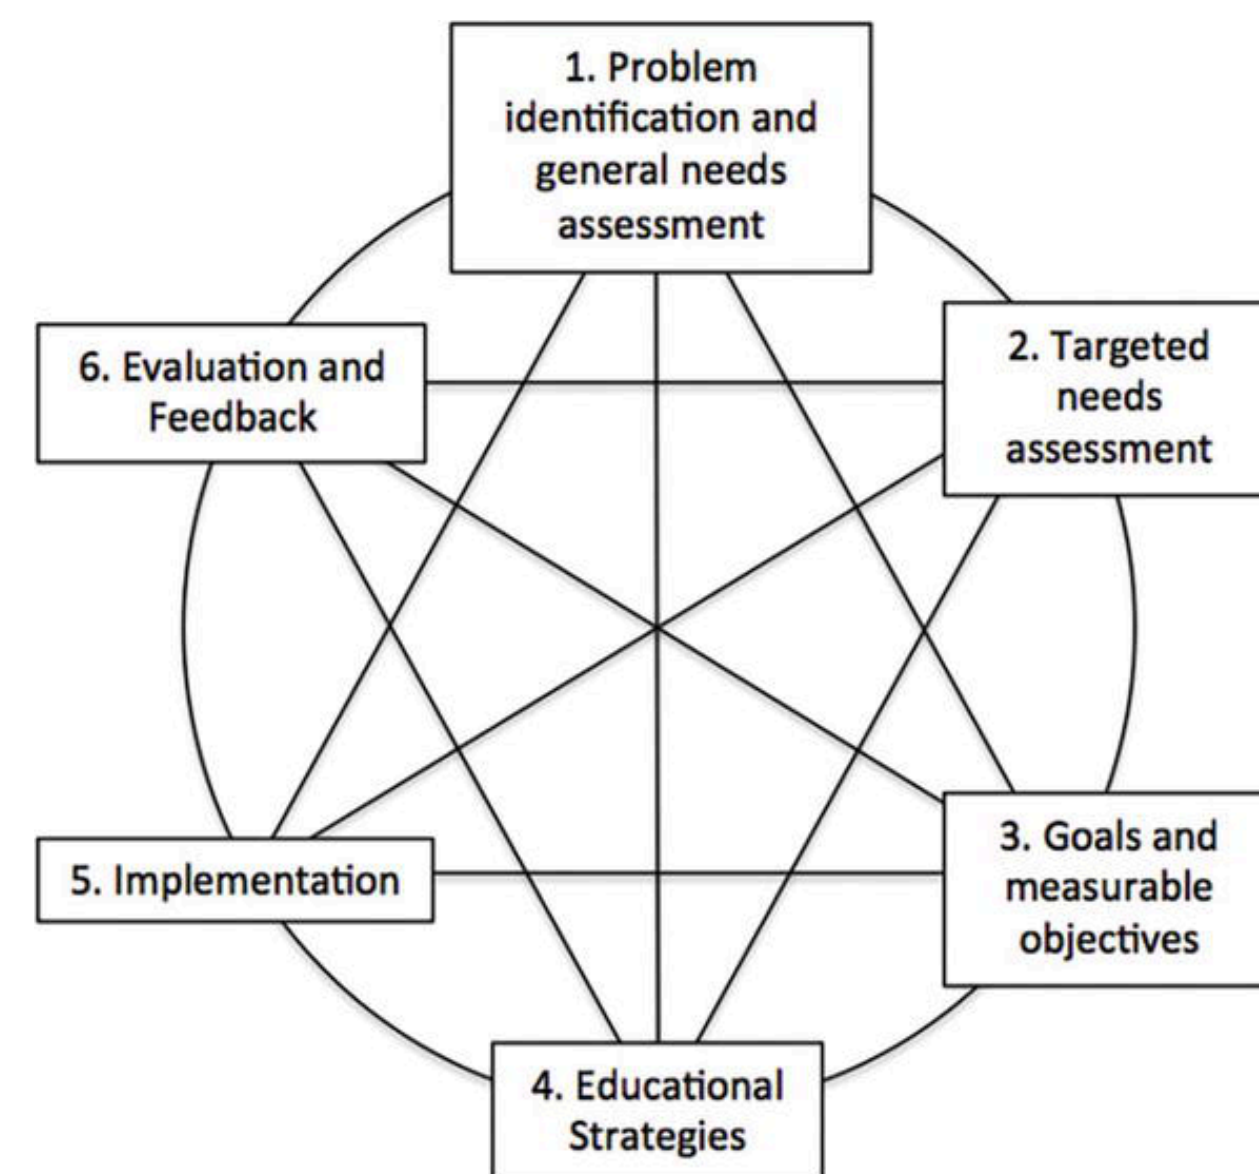 1. Problem
identification and
general needs
assessment
2. Targeted
needs
assessment
3. Goals and
measurable
objectives
4. Educational
Strategies
5. Implementation
6. Evaluation and
Feedback